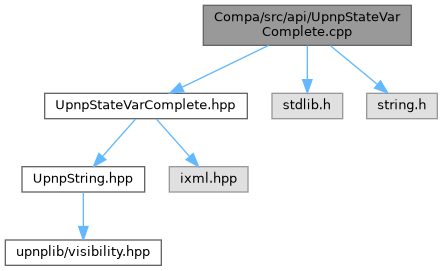 Compa/src/api/UpnpStateVar
Complete.cpp
UpnpStateVarComplete.hpp
stdlib.h
string.h
UpnpString.hpp
ixml.hpp
upnplib/visibility.hpp